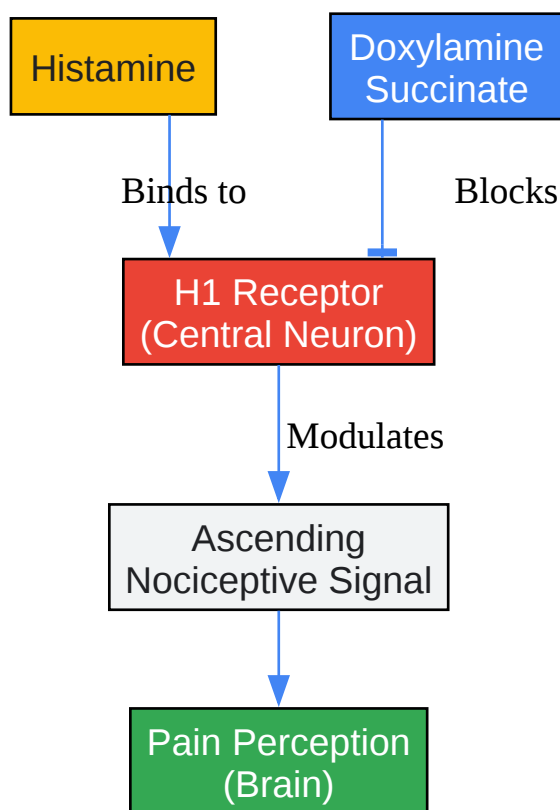 Histamine
Doxylamine
Succinate
Binds to
Blocks
H1 Receptor
(Central Neuron)
Modulates
Ascending
Nociceptive Signal
Pain Perception
(Brain)